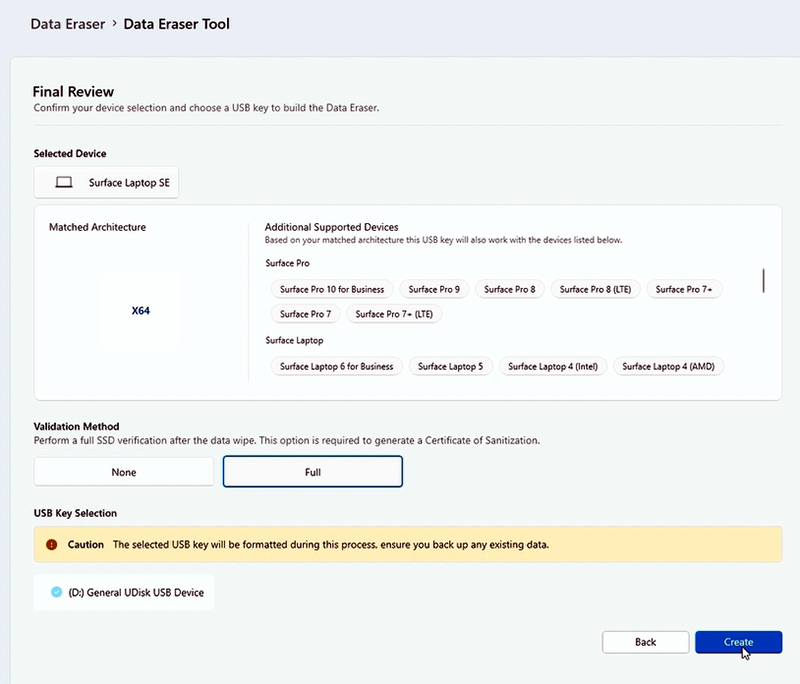 Data Eraser > Data Eraser Tool
Final Review
Confirm your device selection and choose a USB key to build the Data Eraser.
Selected Device
Surface Laptop SE
Matched Architecture
X64
Additional Supported Devices
Based on your matched architecture this USB key will also work with the devices listed below.
Surface Pro
Surface Pro 10 for Business Surface Pro 9 Surface Pro 8 Surface Pro 8 (LTE) Surface Pro 7+
Surface Pro 7 Surface Pro 7+ (LTE)
Surface Laptop
Surface Laptop 6 for Business Surface Laptop 5 Surface Laptop 4 (Intel) Surface Laptop 4 (AMD)
Validation Method
Perform a full SSD verification after the data wipe. This option is required to generate a Certificate of Sanitization.
None Full
USB Key Selection
Caution The selected USB key will be formatted during this process, ensure you back up any existing data.
(D:) General UDisk USB Device
Back Create